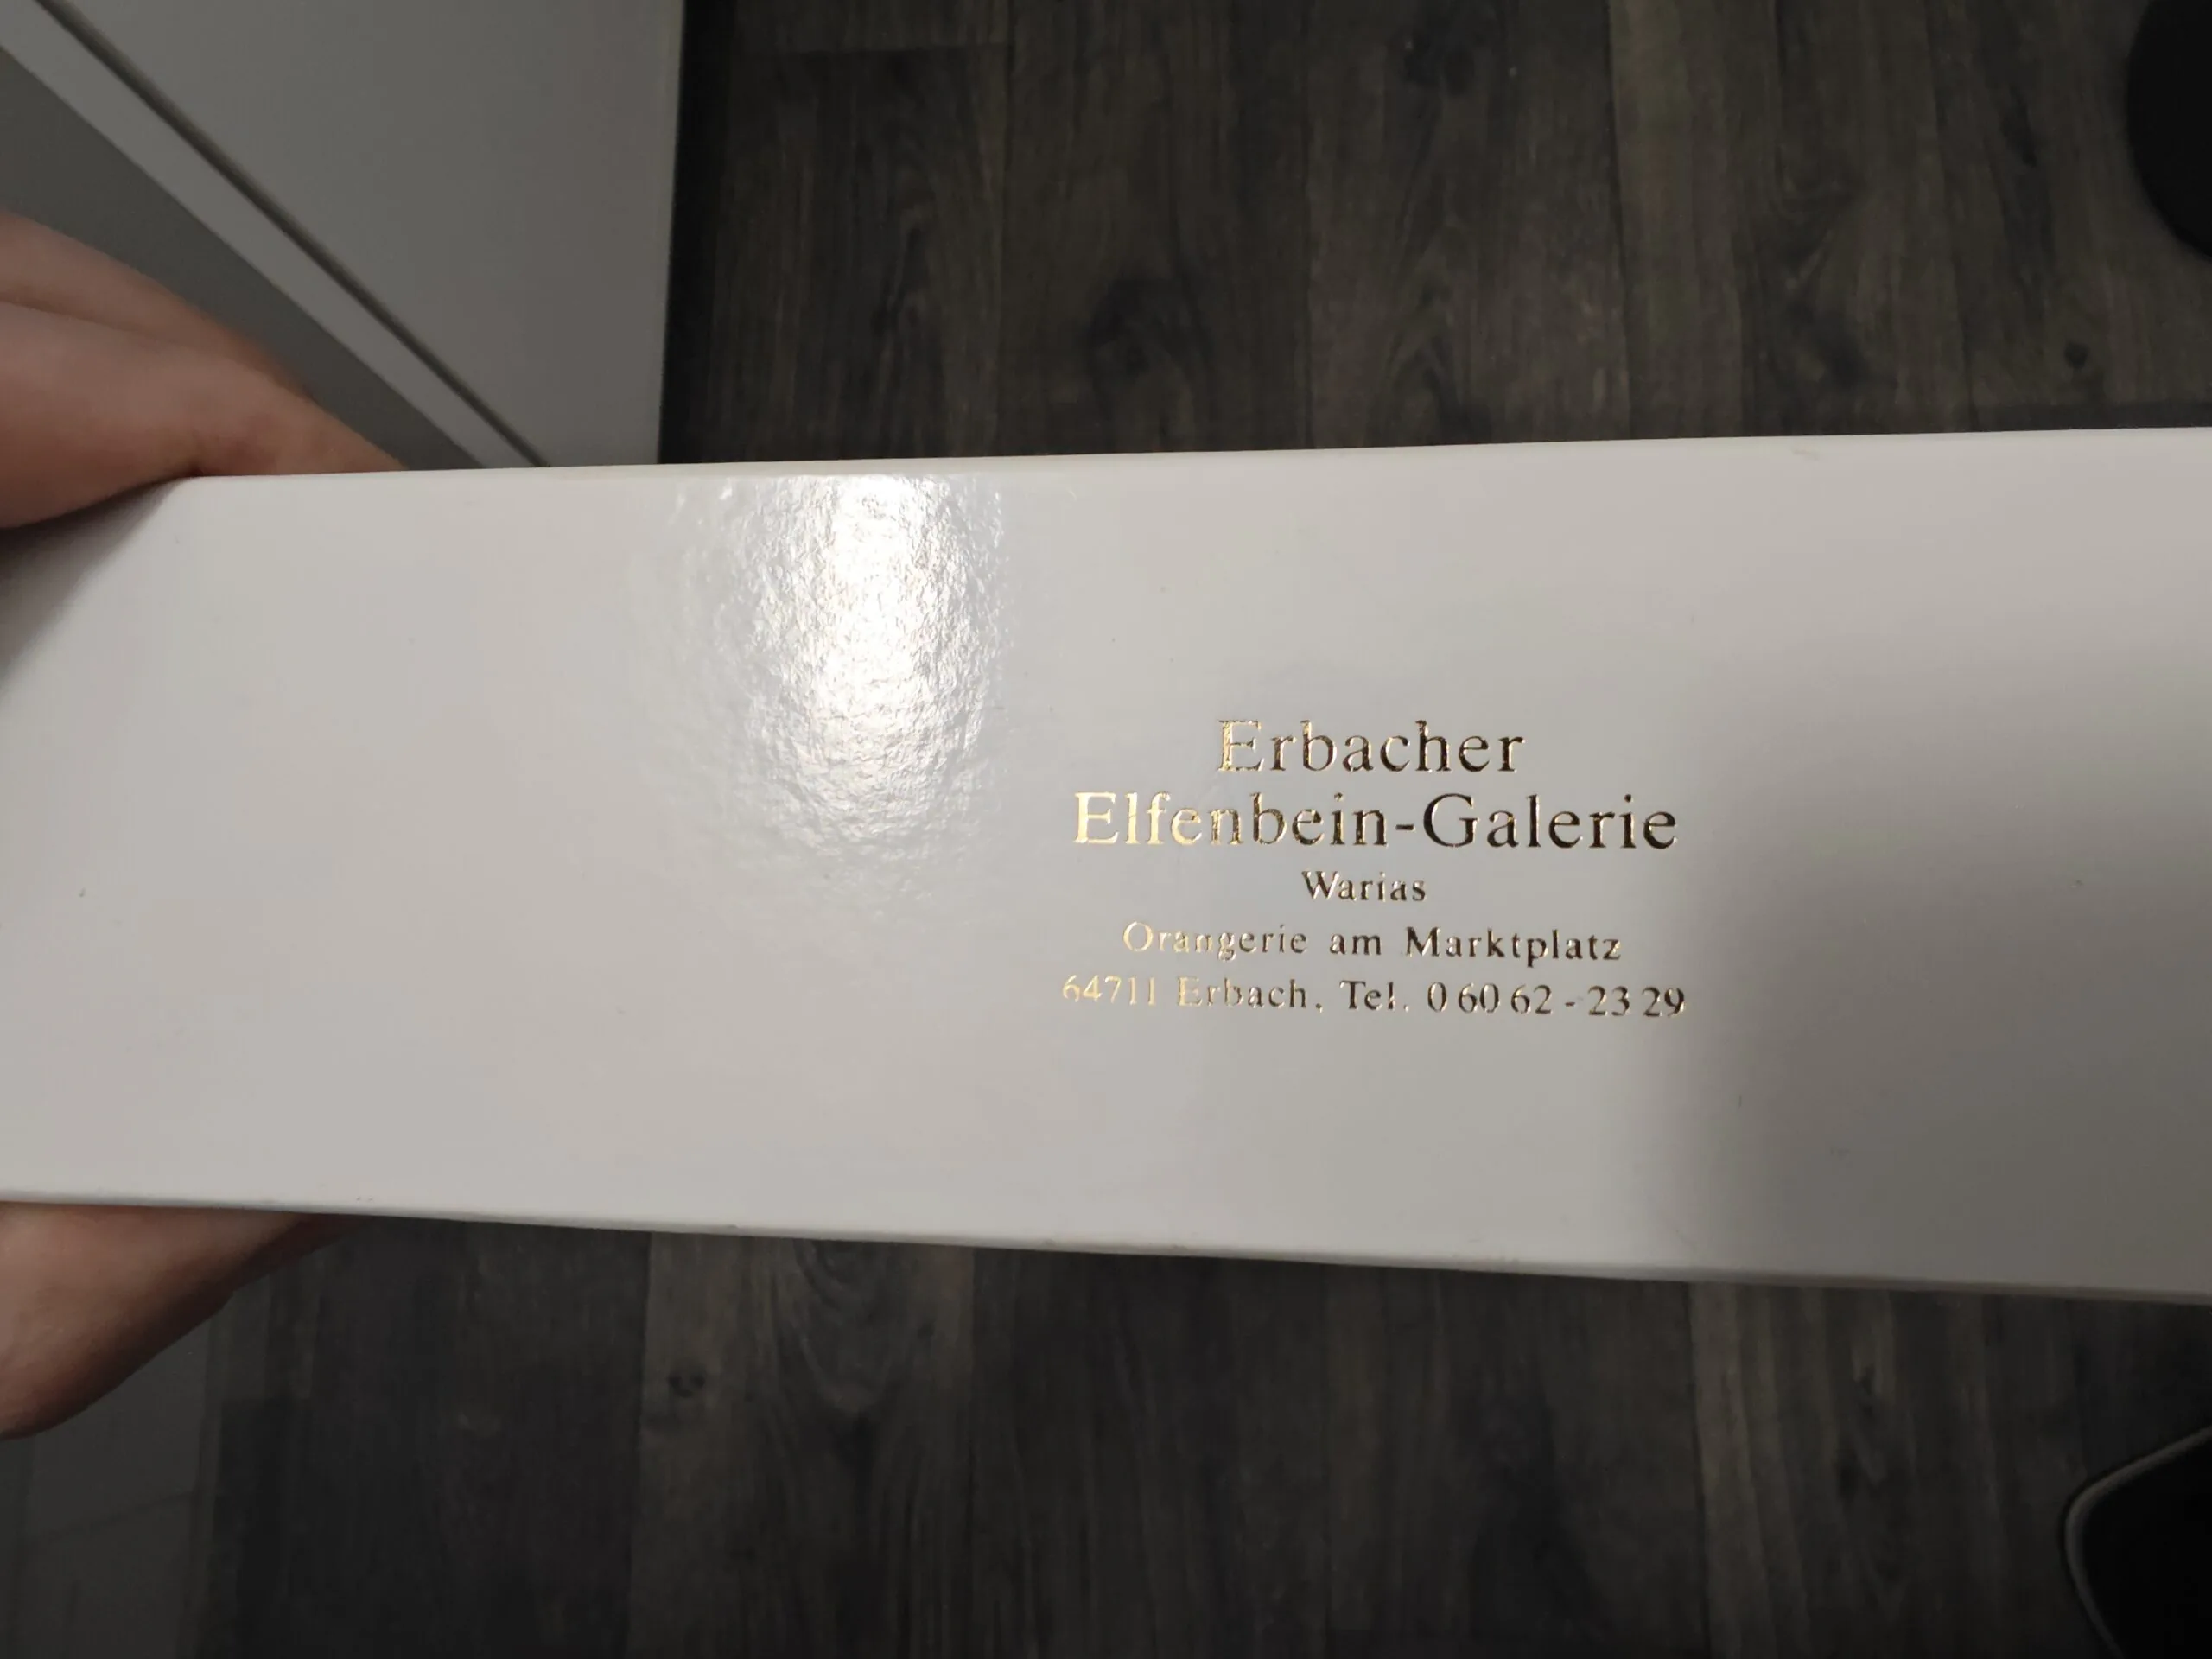 Erbacher
Elfenbein-Galerie
Warias
Orangerie am Marktplatz
64711 Erbach, Tel. 0 60 62 - 23 29